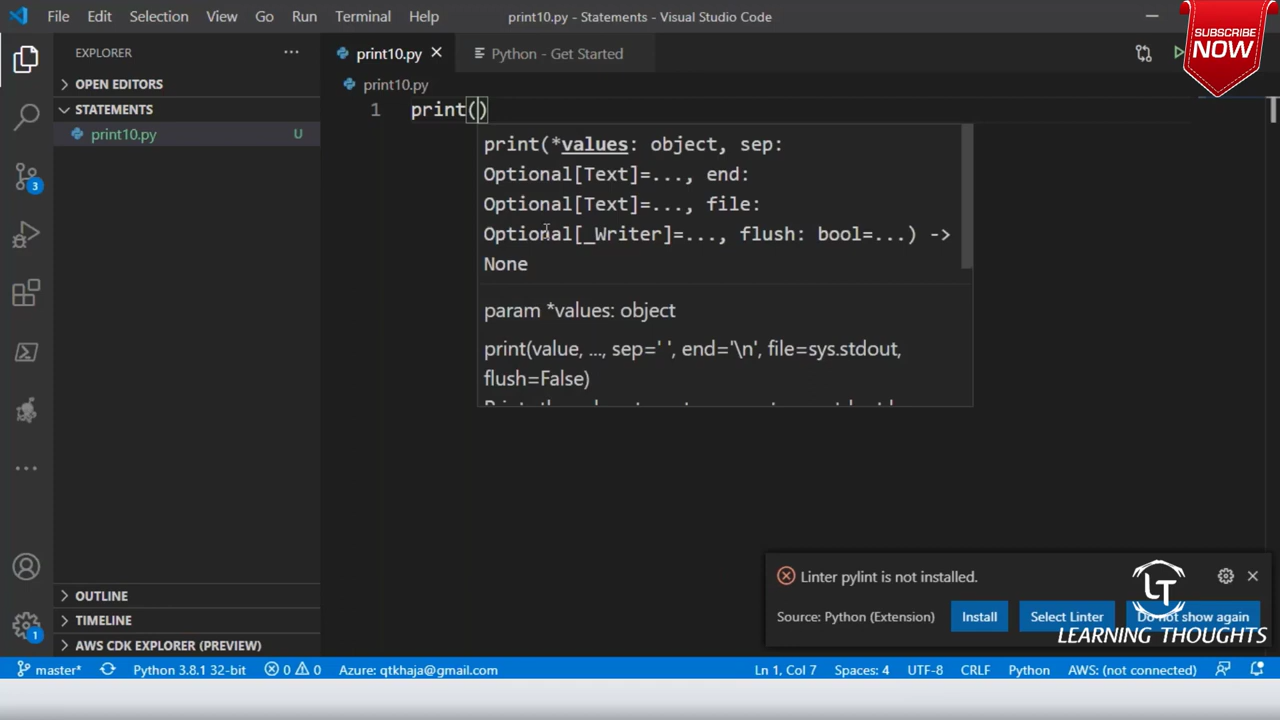 File Edit Selection View Go Run Terminal Help print10.py - Statements - Visual Studio Code
SUBSCRIBE
NOW
EXPLORER ...
print10.py
Python - Get Started
OPEN EDITORS
print10.py
STATEMENTS
1 print()
print10.py U
print(*values: object, sep:
Optional[Text]=..., end:
Optional[Text]=..., file:
Optional[_Writer]=..., flush: bool=...) ->
None
param *values: object
print(value, ..., sep=' ', end='\n', file=sys.stdout,
flush=False)
3
Linter pylint is not installed.
Source: Python (Extension) Install Select Linter Do not show again
LT
LEARNING THOUGHTS
OUTLINE
TIMELINE
AWS CDK EXPLORER (PREVIEW)
1
master* Python 3.8.1 32-bit 0 0 Azure: qtkhaja@gmail.com Ln 1, Col 7 Spaces: 4 UTF-8 CRLF Python AWS: (not connected)